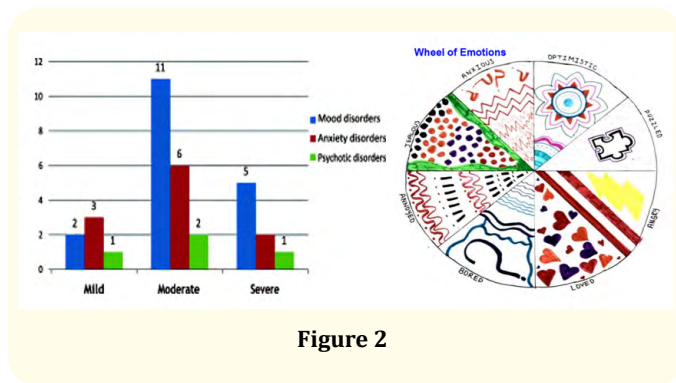 Wheel of Emotions
12
10
8
6
4
2
0
2
3
1
11
6
2
5
1
Mild
Moderate
Severe
Mood disorders
Anxiety disorders
Psychotic disorders
ANXIOUS
OPTIMISTIC
PUZZLED
ANGRY
LOVED
BORED
ANNOYED
JEALOUS
Figure 2